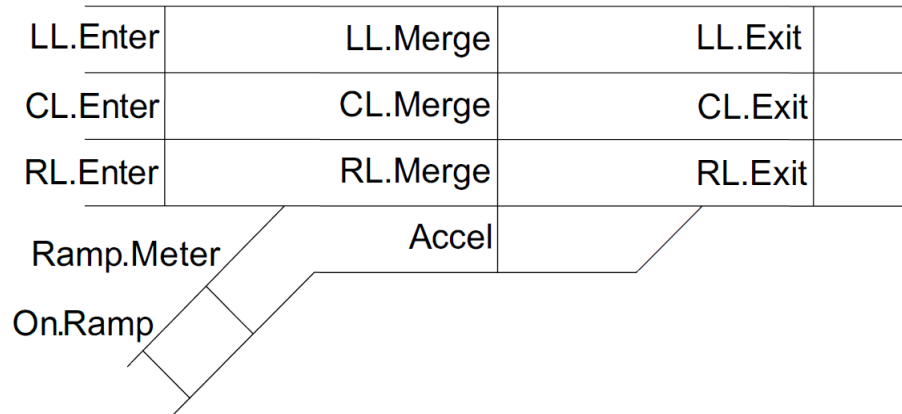 LL.Enter LL.Merge LL.Exit
CL.Enter CL.Merge CL.Exit
RL.Enter RL.Merge RL.Exit
Ramp.Meter Accel
On.Ramp